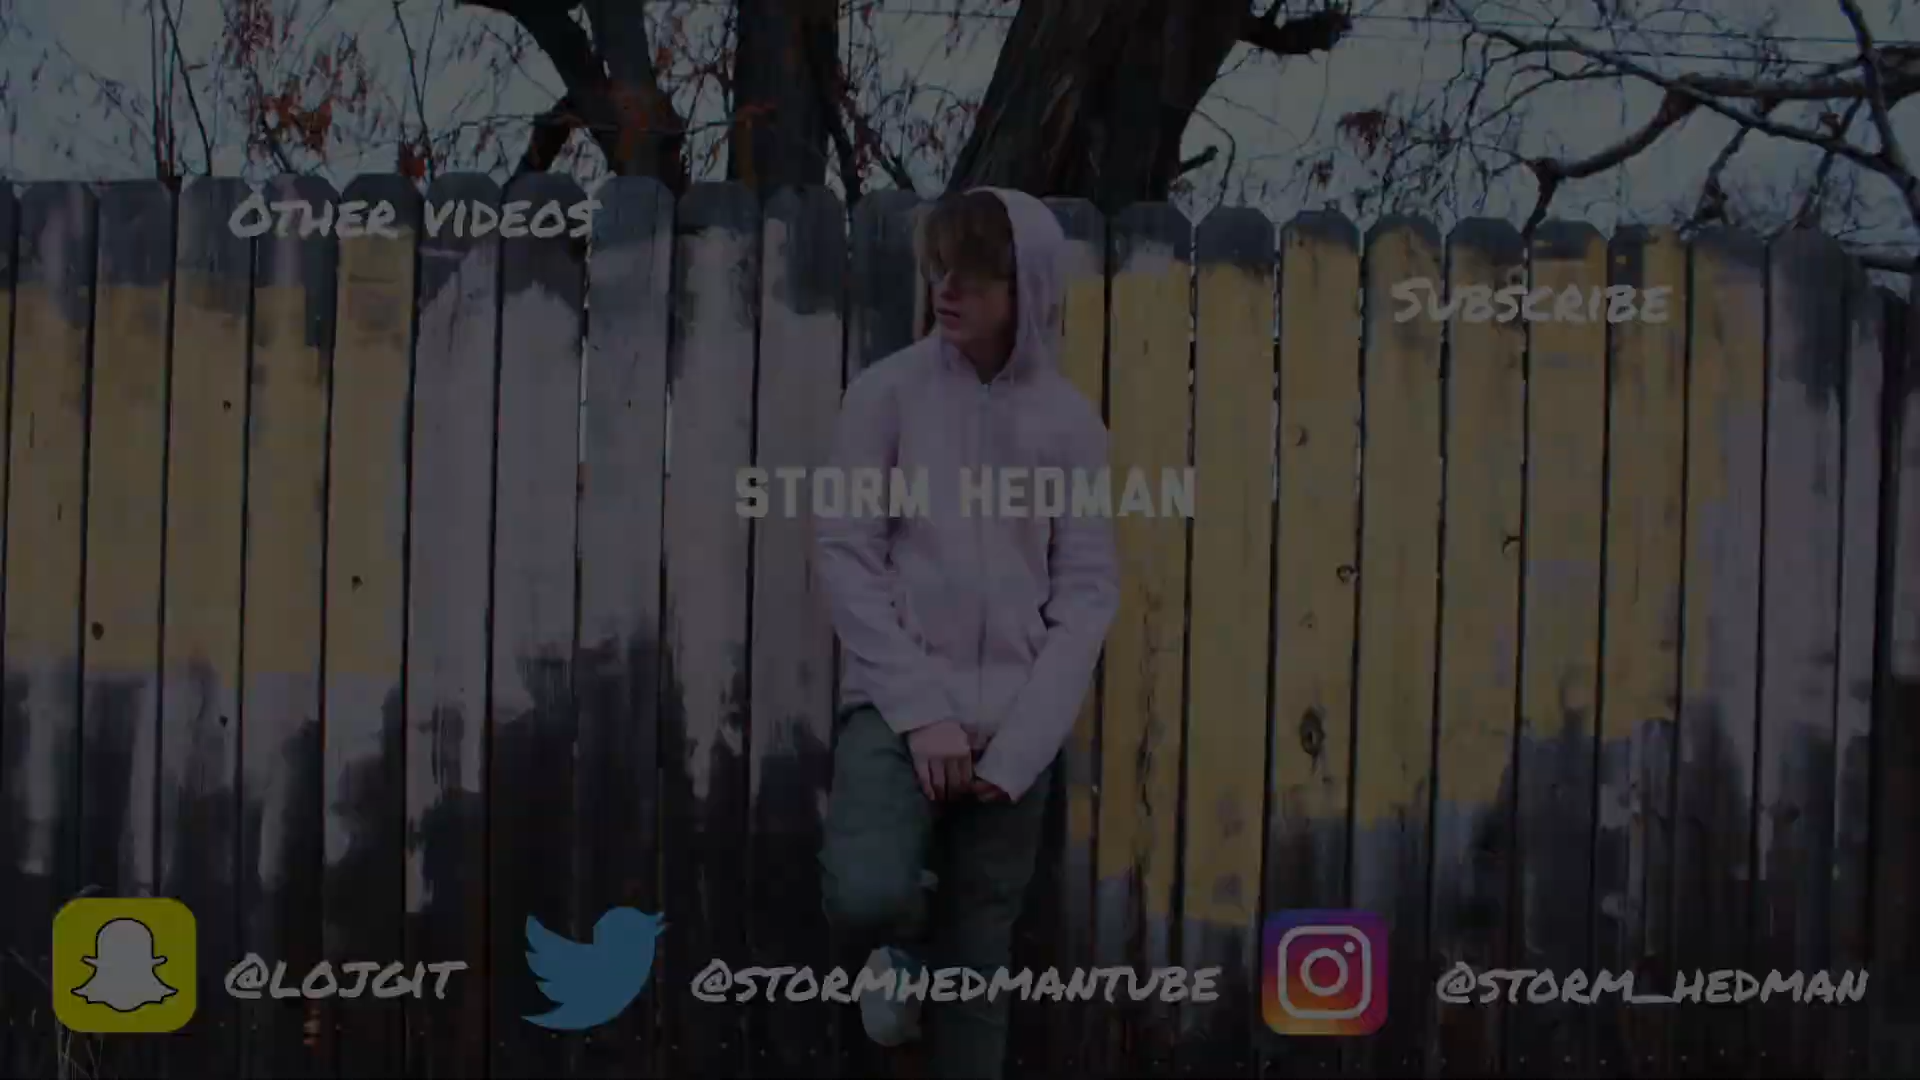 OTHER VIDEOS
SUBSCRIBE
STORM HEDMAN
@LOJGIT
@STORMHEDMANTUBE
@STORM_HEDMAN